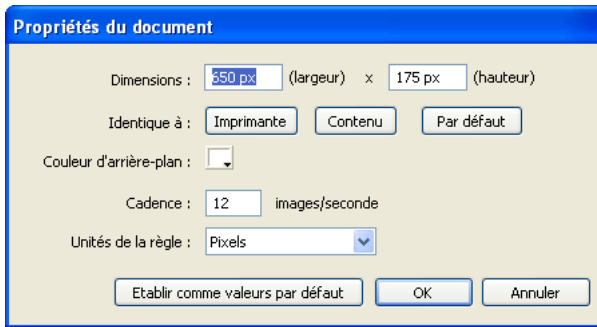 Propriétés du document
Dimensions : 650 px (largeur) x 175 px (hauteur)
Identique à : Imprimante Contenu Par défaut
Couleur d'arrière-plan :
Cadence : 12 images/seconde
Unités de la règle : Pixels
Etablir comme valeurs par défaut OK Annuler